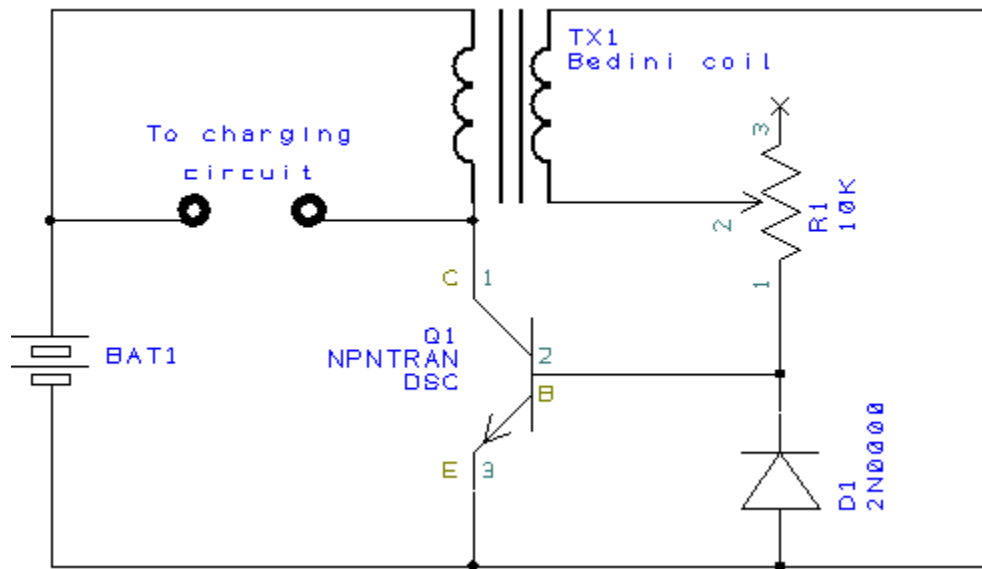 TX1
Bedini coil
To charging
circuit
3
2
R1
10K
1
C
1
Q1
NPNTRAN
DSC
2
B
BAT1
E
3
D1
2N0000